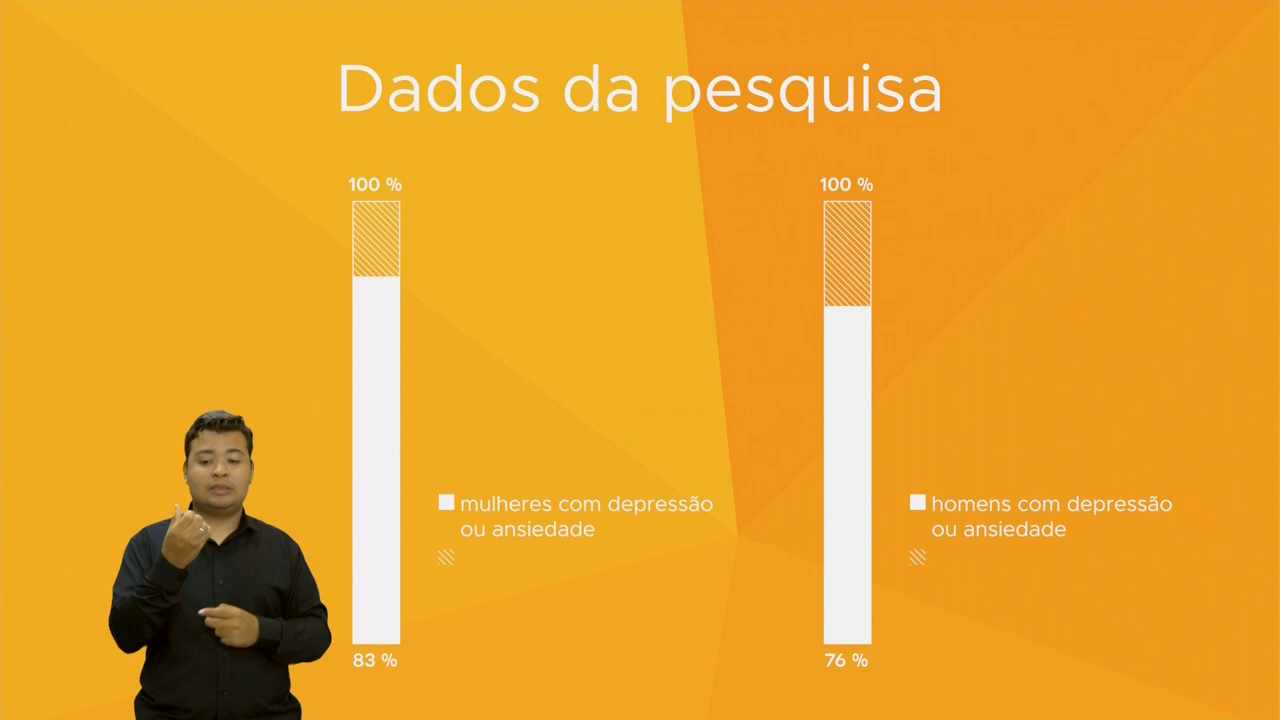 Dados da pesquisa
100 %
mulheres com depressão
ou ansiedade
83 %
100 %
homens com depressão
ou ansiedade
76 %